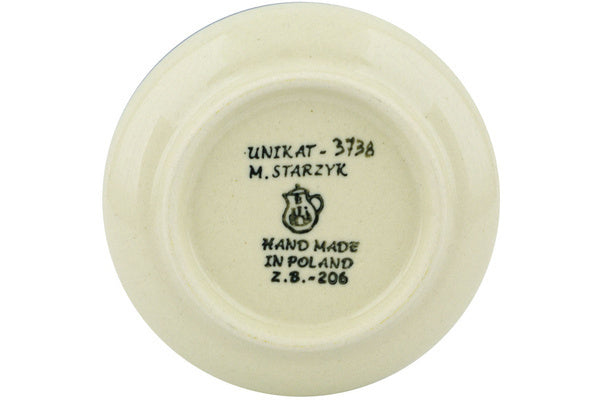 UNIKAT - 3738
M. STARZYK
HAND MADE
IN POLAND
Z.B.-206